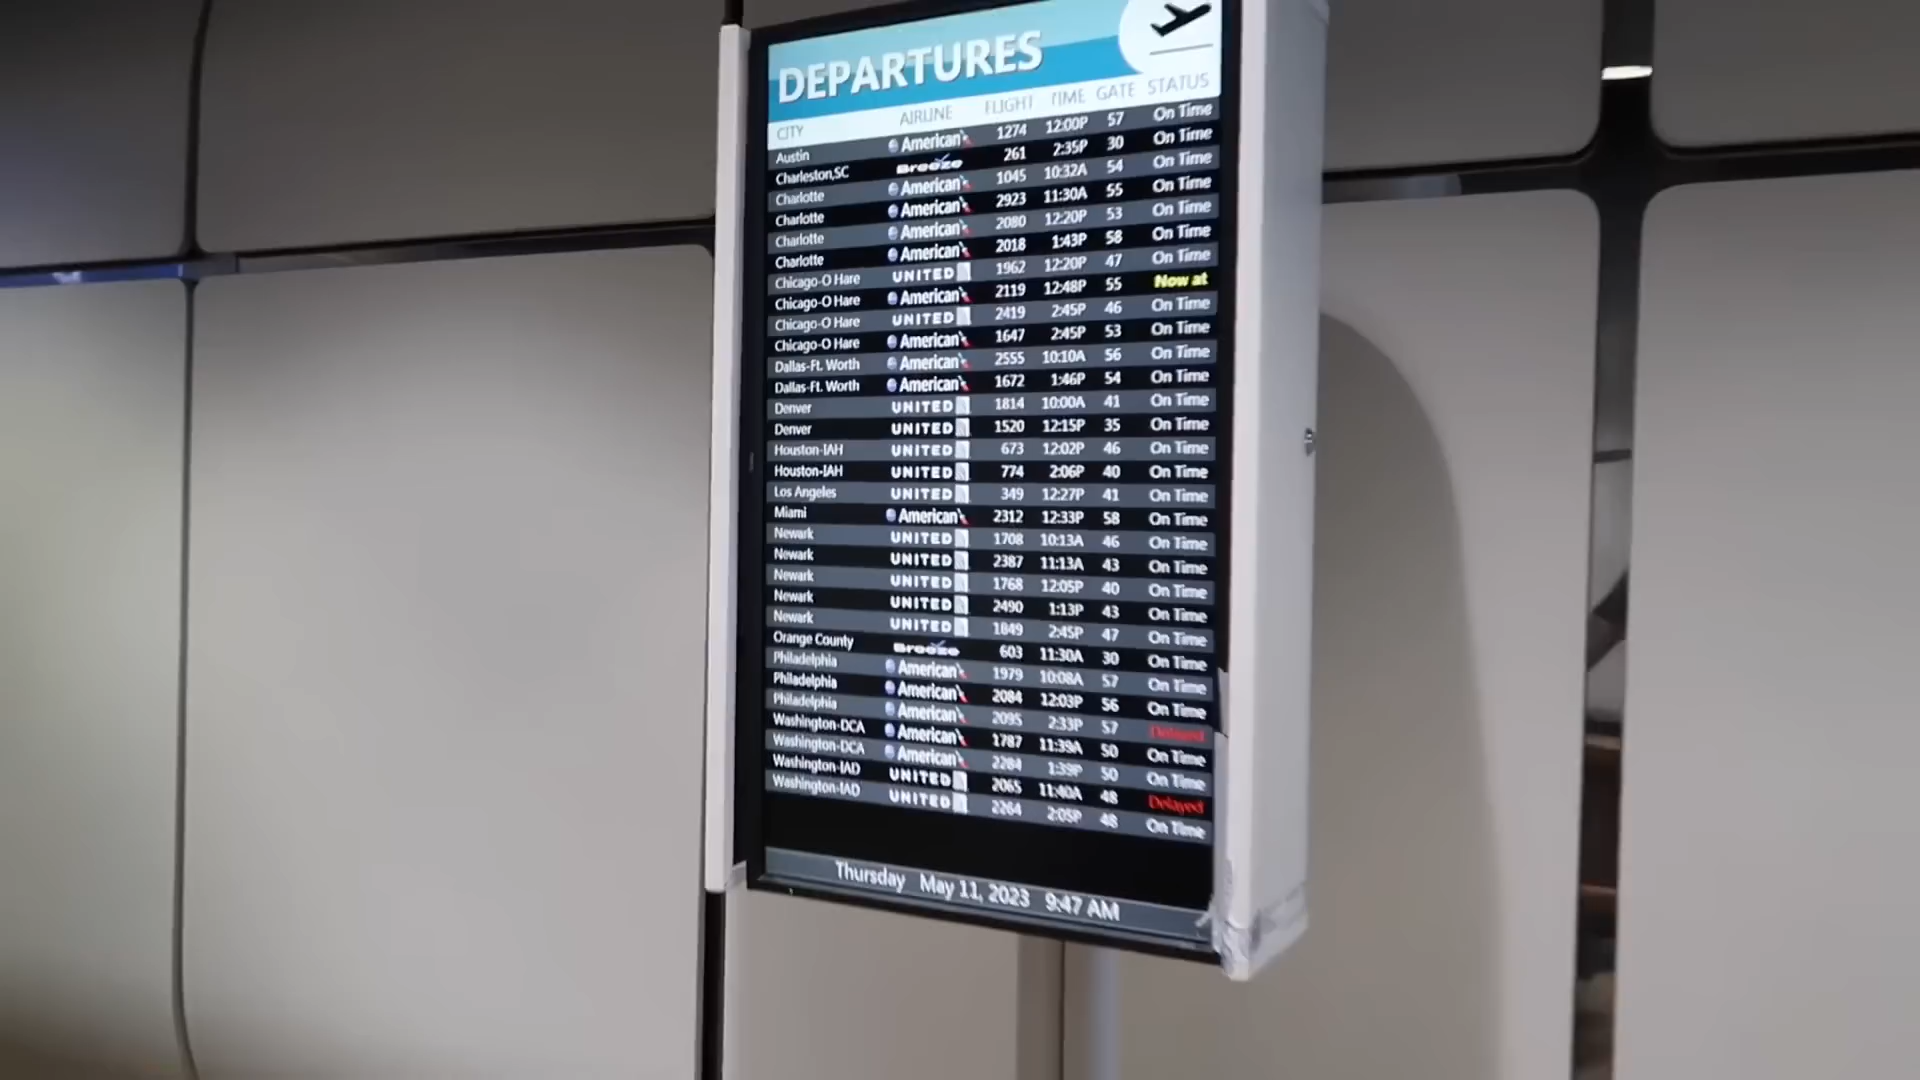 DEPARTURES
CITY AIRLINE FLIGHT TIME GATE STATUS
Austin American 1274 12:00P 57 On Time
Charleston,SC Breeze 261 2:35P 30 On Time
Charlotte American 1045 10:32A 54 On Time
Charlotte American 2923 11:30A 55 On Time
Charlotte American 2080 12:20P 53 On Time
Charlotte American 2018 1:43P 58 On Time
Chicago-O Hare UNITED 1962 12:20P 47 On Time
Chicago-O Hare American 2119 12:48P 55 Now at
Chicago-O Hare UNITED 2419 2:45P 46 On Time
Chicago-O Hare American 1647 2:45P 53 On Time
Dallas-Ft. Worth American 2555 10:10A 56 On Time
Dallas-Ft. Worth American 1672 1:46P 54 On Time
Denver UNITED 1814 10:00A 41 On Time
Denver UNITED 1520 12:15P 35 On Time
Houston-IAH UNITED 673 12:02P 46 On Time
Houston-IAH UNITED 774 2:06P 40 On Time
Los Angeles UNITED 349 12:27P 41 On Time
Miami American 2312 12:33P 58 On Time
Newark UNITED 1708 10:13A 46 On Time
Newark UNITED 2387 11:13A 43 On Time
Newark UNITED 1768 12:05P 40 On Time
Newark UNITED 2490 1:13P 43 On Time
Newark UNITED 1849 2:45P 47 On Time
Orange County Breeze 603 11:30A 30 On Time
Philadelphia American 1979 10:08A 57 On Time
Philadelphia American 2084 12:03P 56 On Time
Philadelphia American 2095 2:33P 57 Delayed
Washington-DCA American 1787 11:39A 50 On Time
Washington-DCA American 2284 1:39P 50 On Time
Washington-IAD UNITED 2065 11:40A 48 Delayed
Washington-IAD UNITED 2264 2:05P 48 On Time
Thursday May 11, 2023 9:47 AM